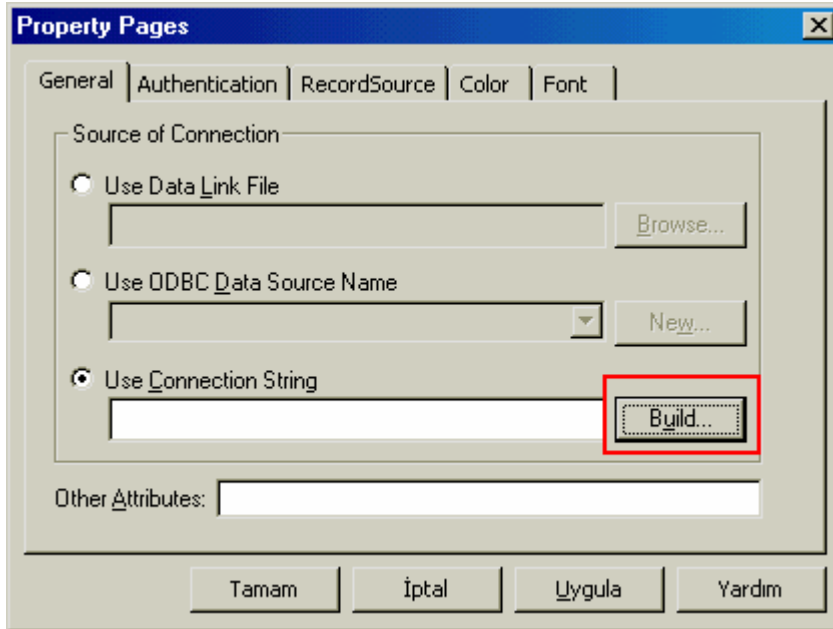 Property Pages
General Authentication RecordSource Color Font
Source of Connection
Use Data Link File
Browse...
Use ODBC Data Source Name
New...
Use Connection String
Build...
Other Attributes:
Tamam İptal Uygula Yardım